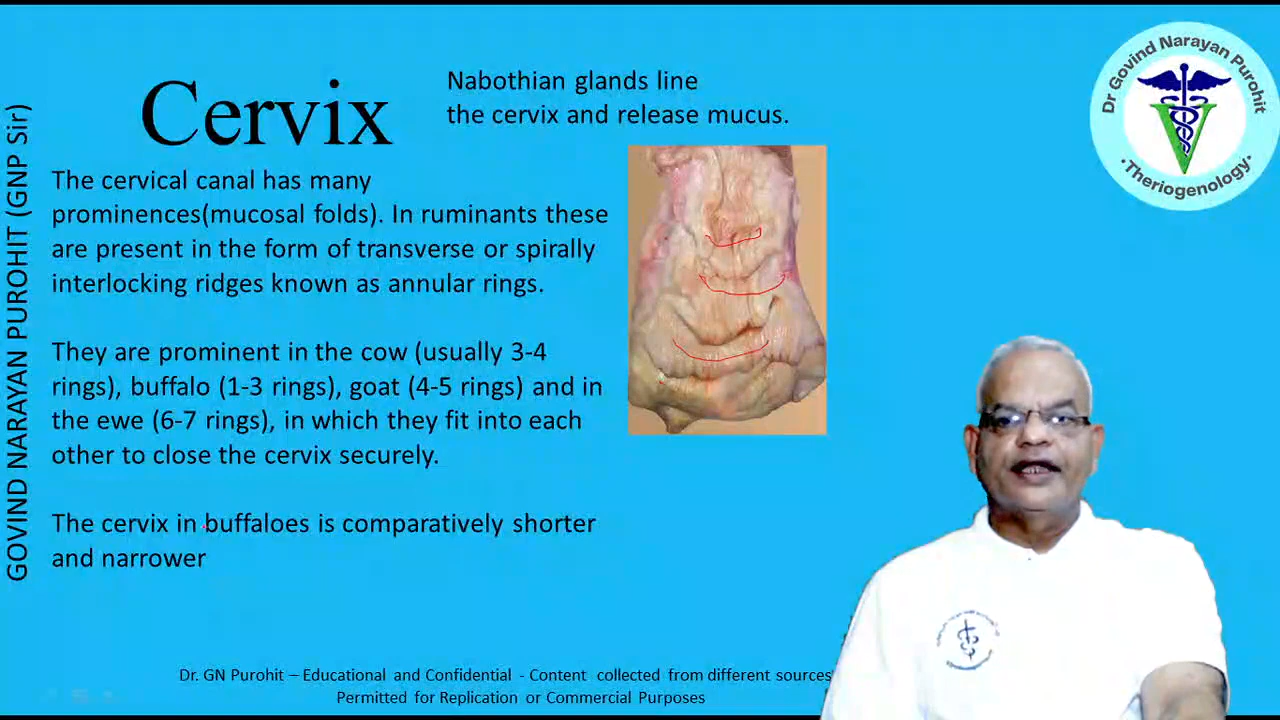 Cervix
Nabothian glands line
the cervix and release mucus.
The cervical canal has many
prominences(mucosal folds). In ruminants these
are present in the form of transverse or spirally
interlocking ridges known as annular rings.
They are prominent in the cow (usually 3-4
rings), buffalo (1-3 rings), goat (4-5 rings) and in
the ewe (6-7 rings), in which they fit into each
other to close the cervix securely.
The cervix in buffaloes is comparatively shorter
and narrower
GOVIND NARAYAN PUROHIT (GNP Sir)
Dr Govind Narayan Purohit
·Theriogenology·
Dr. GN Purohit – Educational and Confidential - Content collected from different sources
Permitted for Replication or Commercial Purposes